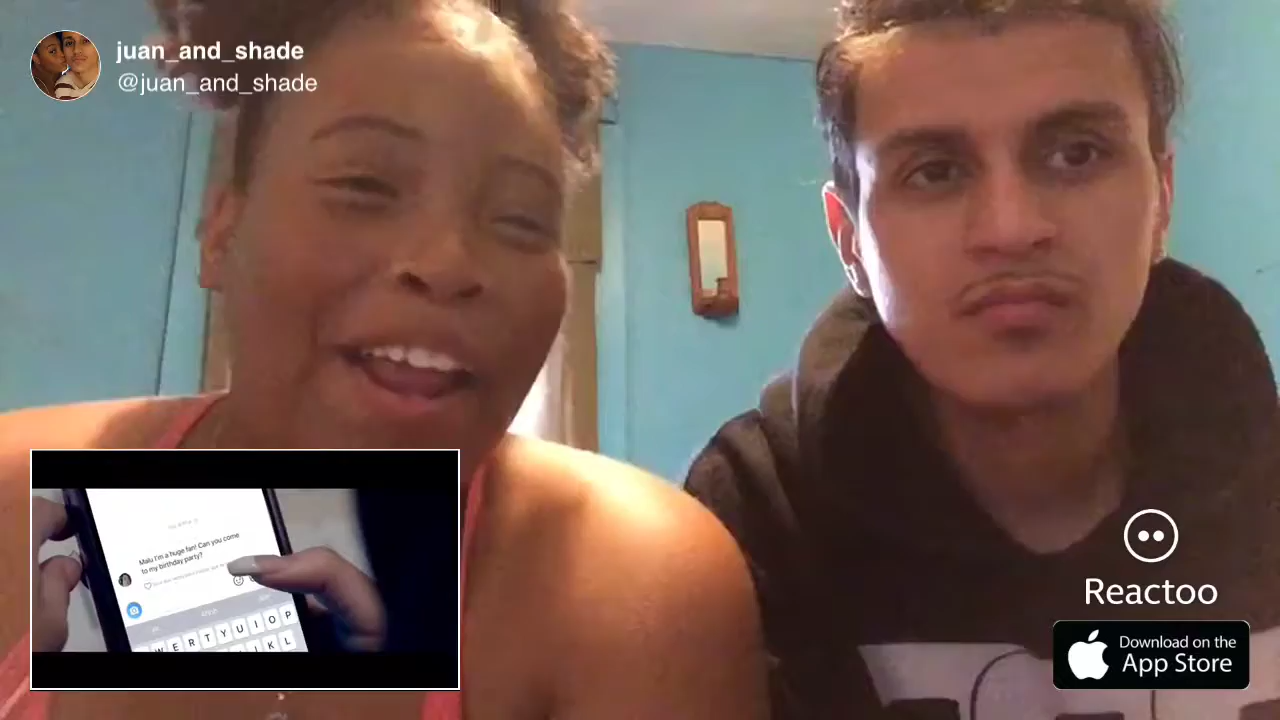 juan_and_shade
@juan_and_shade
Malu I'm a huge fan! Can you come
to my birthday party?
W E R T Y U I O P
J K L
Reactoo
Download on the
App Store